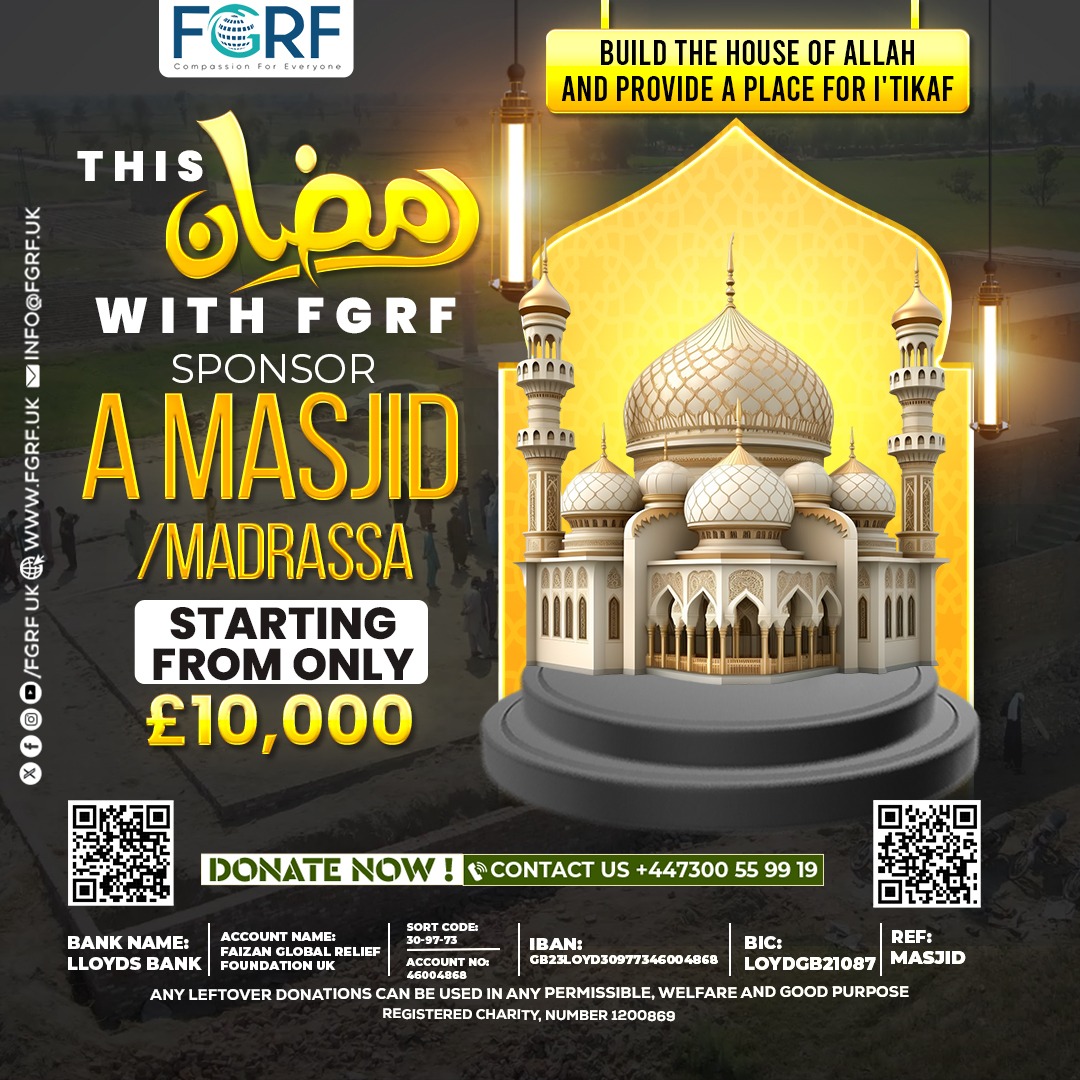 FGRF
Compassion For Everyone
BUILD THE HOUSE OF ALLAH
AND PROVIDE A PLACE FOR I'TIKAF
THIS
رمضان
WITH FGRF
SPONSOR
A MASJID
/MADRASSA
STARTING
FROM ONLY
£10,000
/FGRF UK WWW.FGRF.UK INFO@FGRF.UK
DONATE NOW !
CONTACT US +447300 55 99 19
BANK NAME:
LLOYDS BANK
ACCOUNT NAME:
FAIZAN GLOBAL RELIEF
FOUNDATION UK
SORT CODE:
30-97-73
ACCOUNT NO:
46004868
IBAN:
GB23LOYD30977346004868
BIC:
LOYDGB21087
REF:
MASJID
ANY LEFTOVER DONATIONS CAN BE USED IN ANY PERMISSIBLE, WELFARE AND GOOD PURPOSE
REGISTERED CHARITY, NUMBER 1200869